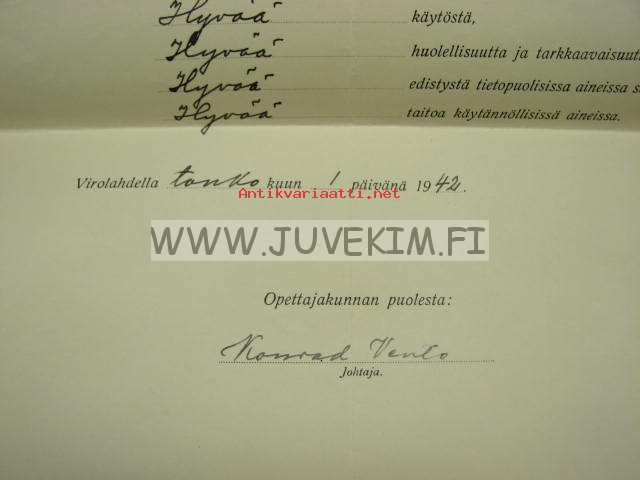 Hyvää käytöstä,
Hyvää huolellisuutta ja tarkkaavaisuutt
Hyvää edistystä tietopuolisissa aineissa s
Hyvää taitoa käytännöllisissä aineissa.
Virolahdella touko kuun 1 päivänä 1942.
Antikvariaatti.net
WWW.JUVEKIM.FI
Opettajakunnan puolesta:
Konrad Vento
Johtaja.